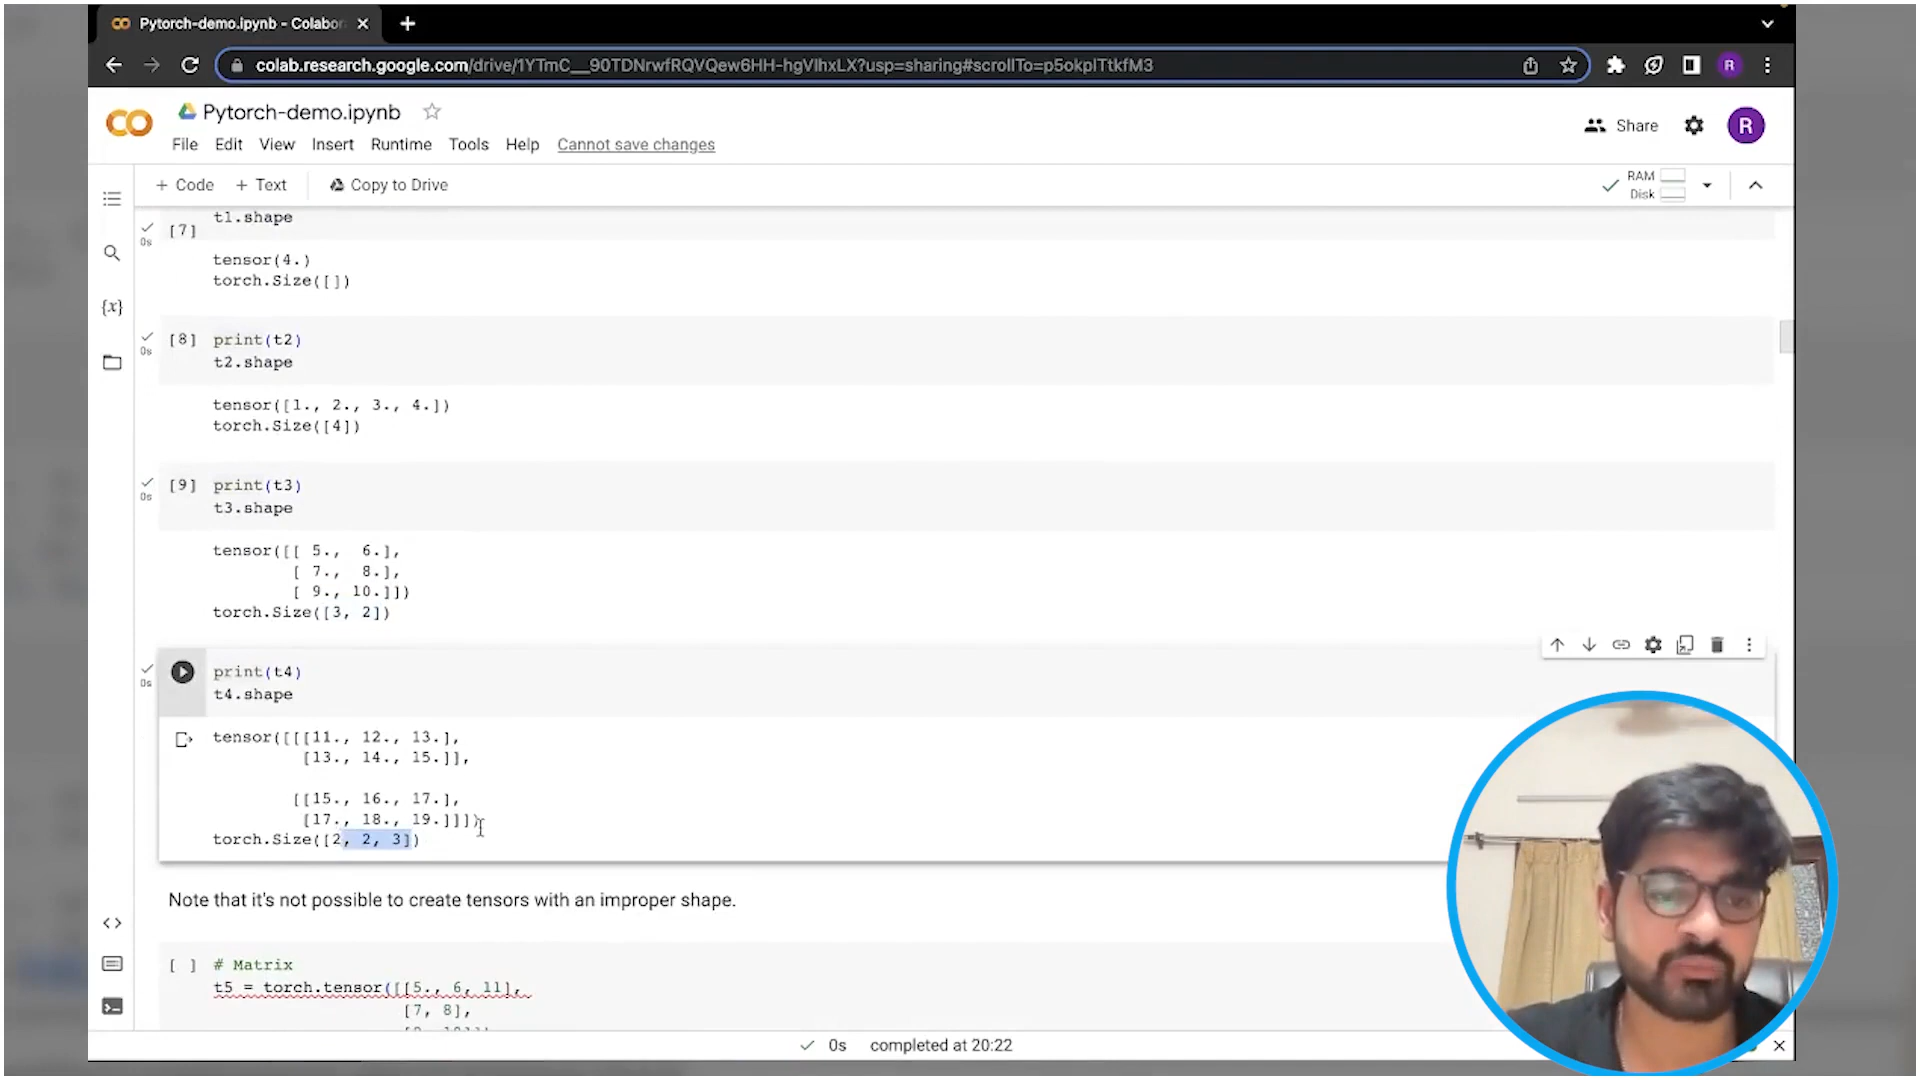 Pytorch-demo.ipynb - Colabor
colab.research.google.com/drive/1YTmC__90TDNrwfRQVQew6HH-hgVIhxLX?usp=sharing#scrollTo=p5okpITtkfM3
R
Pytorch-demo.ipynb
Share
R
File Edit View Insert Runtime Tools Help Cannot save changes
+ Code + Text Copy to Drive
RAM
Disk
t1.shape
[7]
0s
tensor(4.)
torch.Size([])
[8] print(t2)
0s
t2.shape
tensor([1., 2., 3., 4.])
torch.Size([4])
[9] print(t3)
0s
t3.shape
tensor([[ 5., 6.],
[ 7., 8.],
[ 9., 10.]])
torch.Size([3, 2])
print(t4)
0s
t4.shape
tensor([[[11., 12., 13.],
[13., 14., 15.]],
[[15., 16., 17.],
[17., 18., 19.]]])
torch.Size([2, 2, 3])
Note that it's not possible to create tensors with an improper shape.
[ ] # Matrix
t5 = torch.tensor([[5., 6, 11],
[7, 8],
0s completed at 20:22